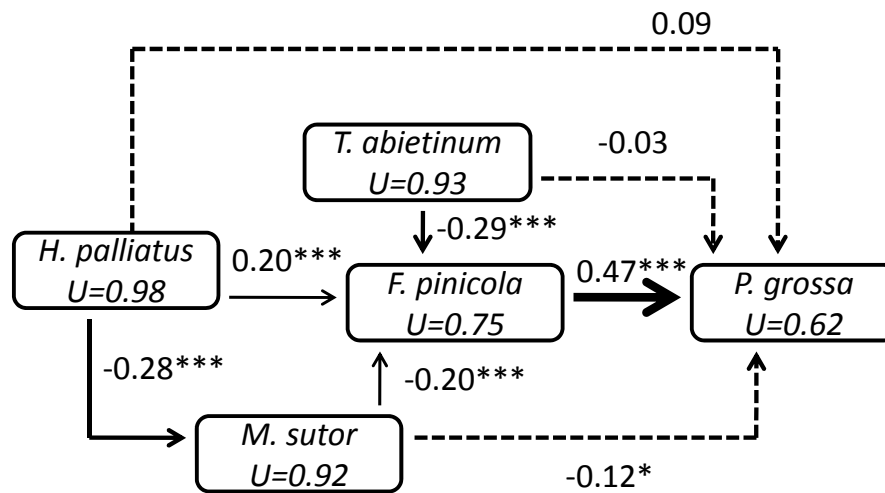 0.09
T. abietinum
U=0.93
-0.03
-0.29***
H. palliatus
U=0.98
0.20***
F. pinicola
U=0.75
0.47***
P. grossa
U=0.62
-0.28***
-0.20***
M. sutor
U=0.92
-0.12*